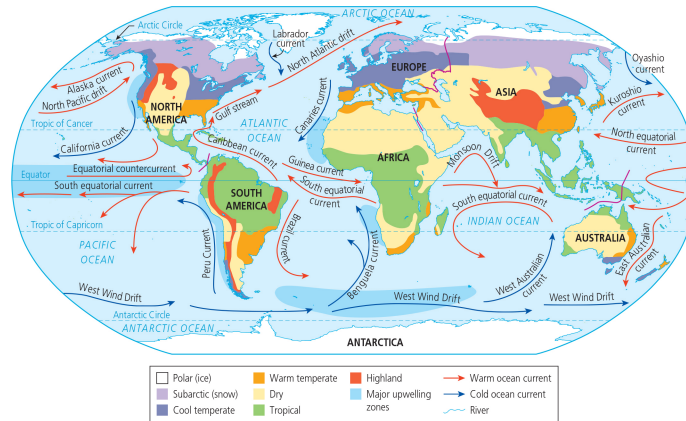 ARCTIC OCEAN
Arctic Circle
Labrador
current
North Atlantic drift
Oyashio
current
EUROPE
Alaska current
North Pacific drift
NORTH
AMERICA
ASIA
Kuroshio
current
Gulf stream
Canaries current
Tropic of Cancer
ATLANTIC
OCEAN
California current
North equatorial
current
Caribbean current
AFRICA
Monsoon
Drift
Equatorial countercurrent
Guinea current
Equator
South equatorial current
South equatorial
current
South equatorial
current
SOUTH
AMERICA
INDIAN OCEAN
Tropic of Capricorn
PACIFIC
OCEAN
Peru Current
Brazil current
Benguela current
AUSTRALIA
West Australian
current
East Australian
current
West Wind Drift
West Wind Drift
West Wind Drift
Antarctic Circle
ANTARCTIC OCEAN
ANTARCTICA
Polar (ice)
Warm temperate
Highland
Warm ocean current
Subarctic (snow)
Dry
Major upwelling
zones
Cold ocean current
Cool temperate
Tropical
River